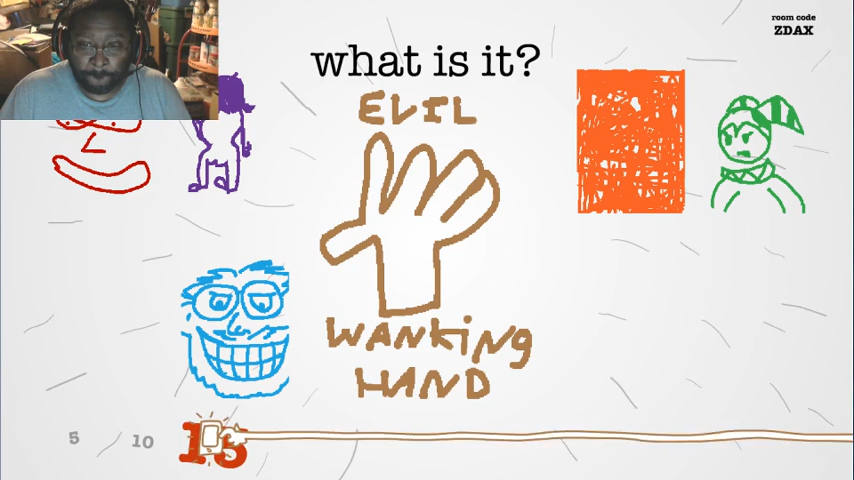 room code
ZDAX
what is it?
EVIL
WANKiNg
HAND
5
10
15